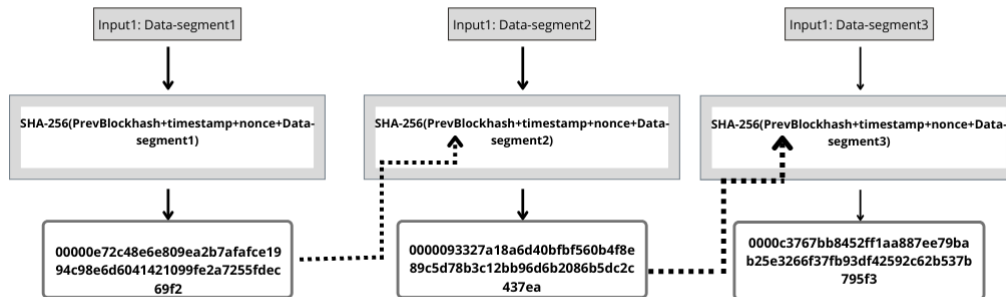 Input1: Data-segment1
SHA-256(PrevBlockhash+timestamp+nonce+Data-
segment1)
00000e72c48e6e809ea2b7afafce19
94c98e6d6041421099fe2a7255fdec
69f2
Input1: Data-segment2
SHA-256(PrevBlockhash+timestamp+nonce+Data-
segment2)
0000093327a18a6d40bfbf560b4f8e
89c5d78b3c12bb96d6b2086b5dc2c
437ea
Input1: Data-segment3
SHA-256(PrevBlockhash+timestamp+nonce+Data-
segment3)
0000c3767bb8452ff1aa887ee79ba
b25e3266f37fb93df42592c62b537b
795f3